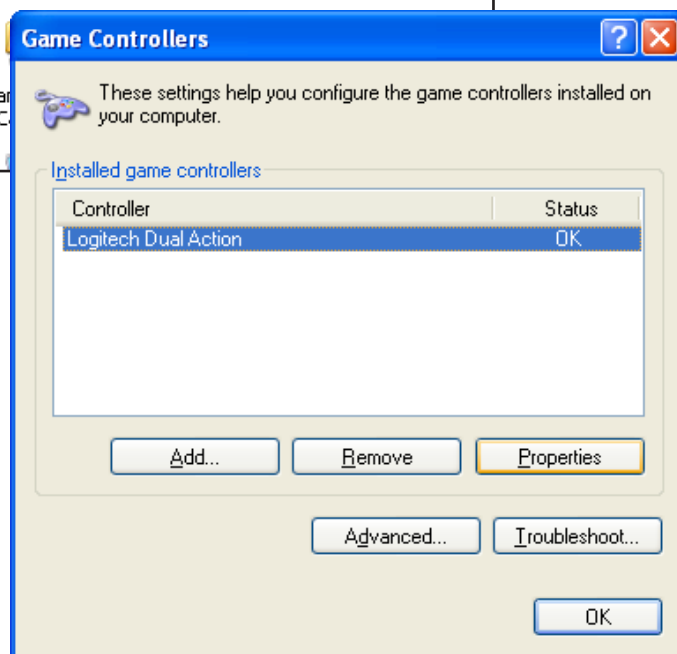 Game Controllers
?
X
These settings help you configure the game controllers installed on
your computer.
Installed game controllers
Controller Status
Logitech Dual Action OK
Add... Remove Properties
Advanced... Troubleshoot...
OK